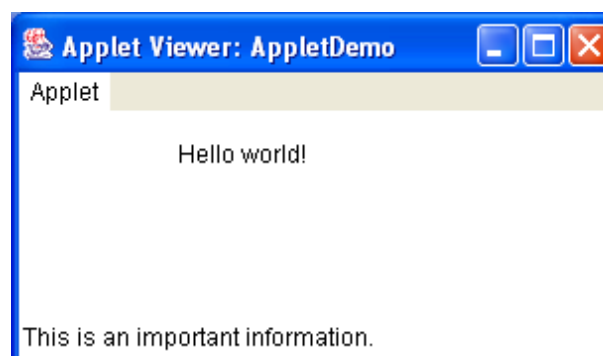 Applet Viewer: AppletDemo
Applet
Hello world!
This is an important information.